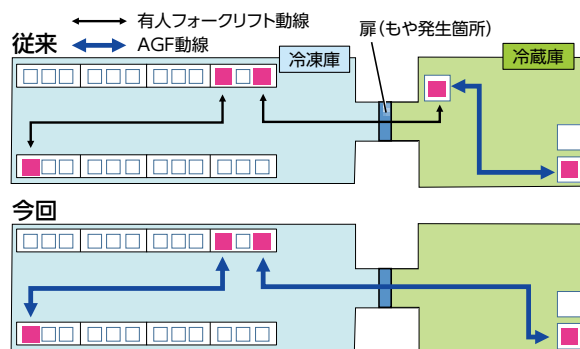 有人フォークリフト動線
従来
AGF動線
扉(もや発生箇所)
冷凍庫
冷蔵庫
今回